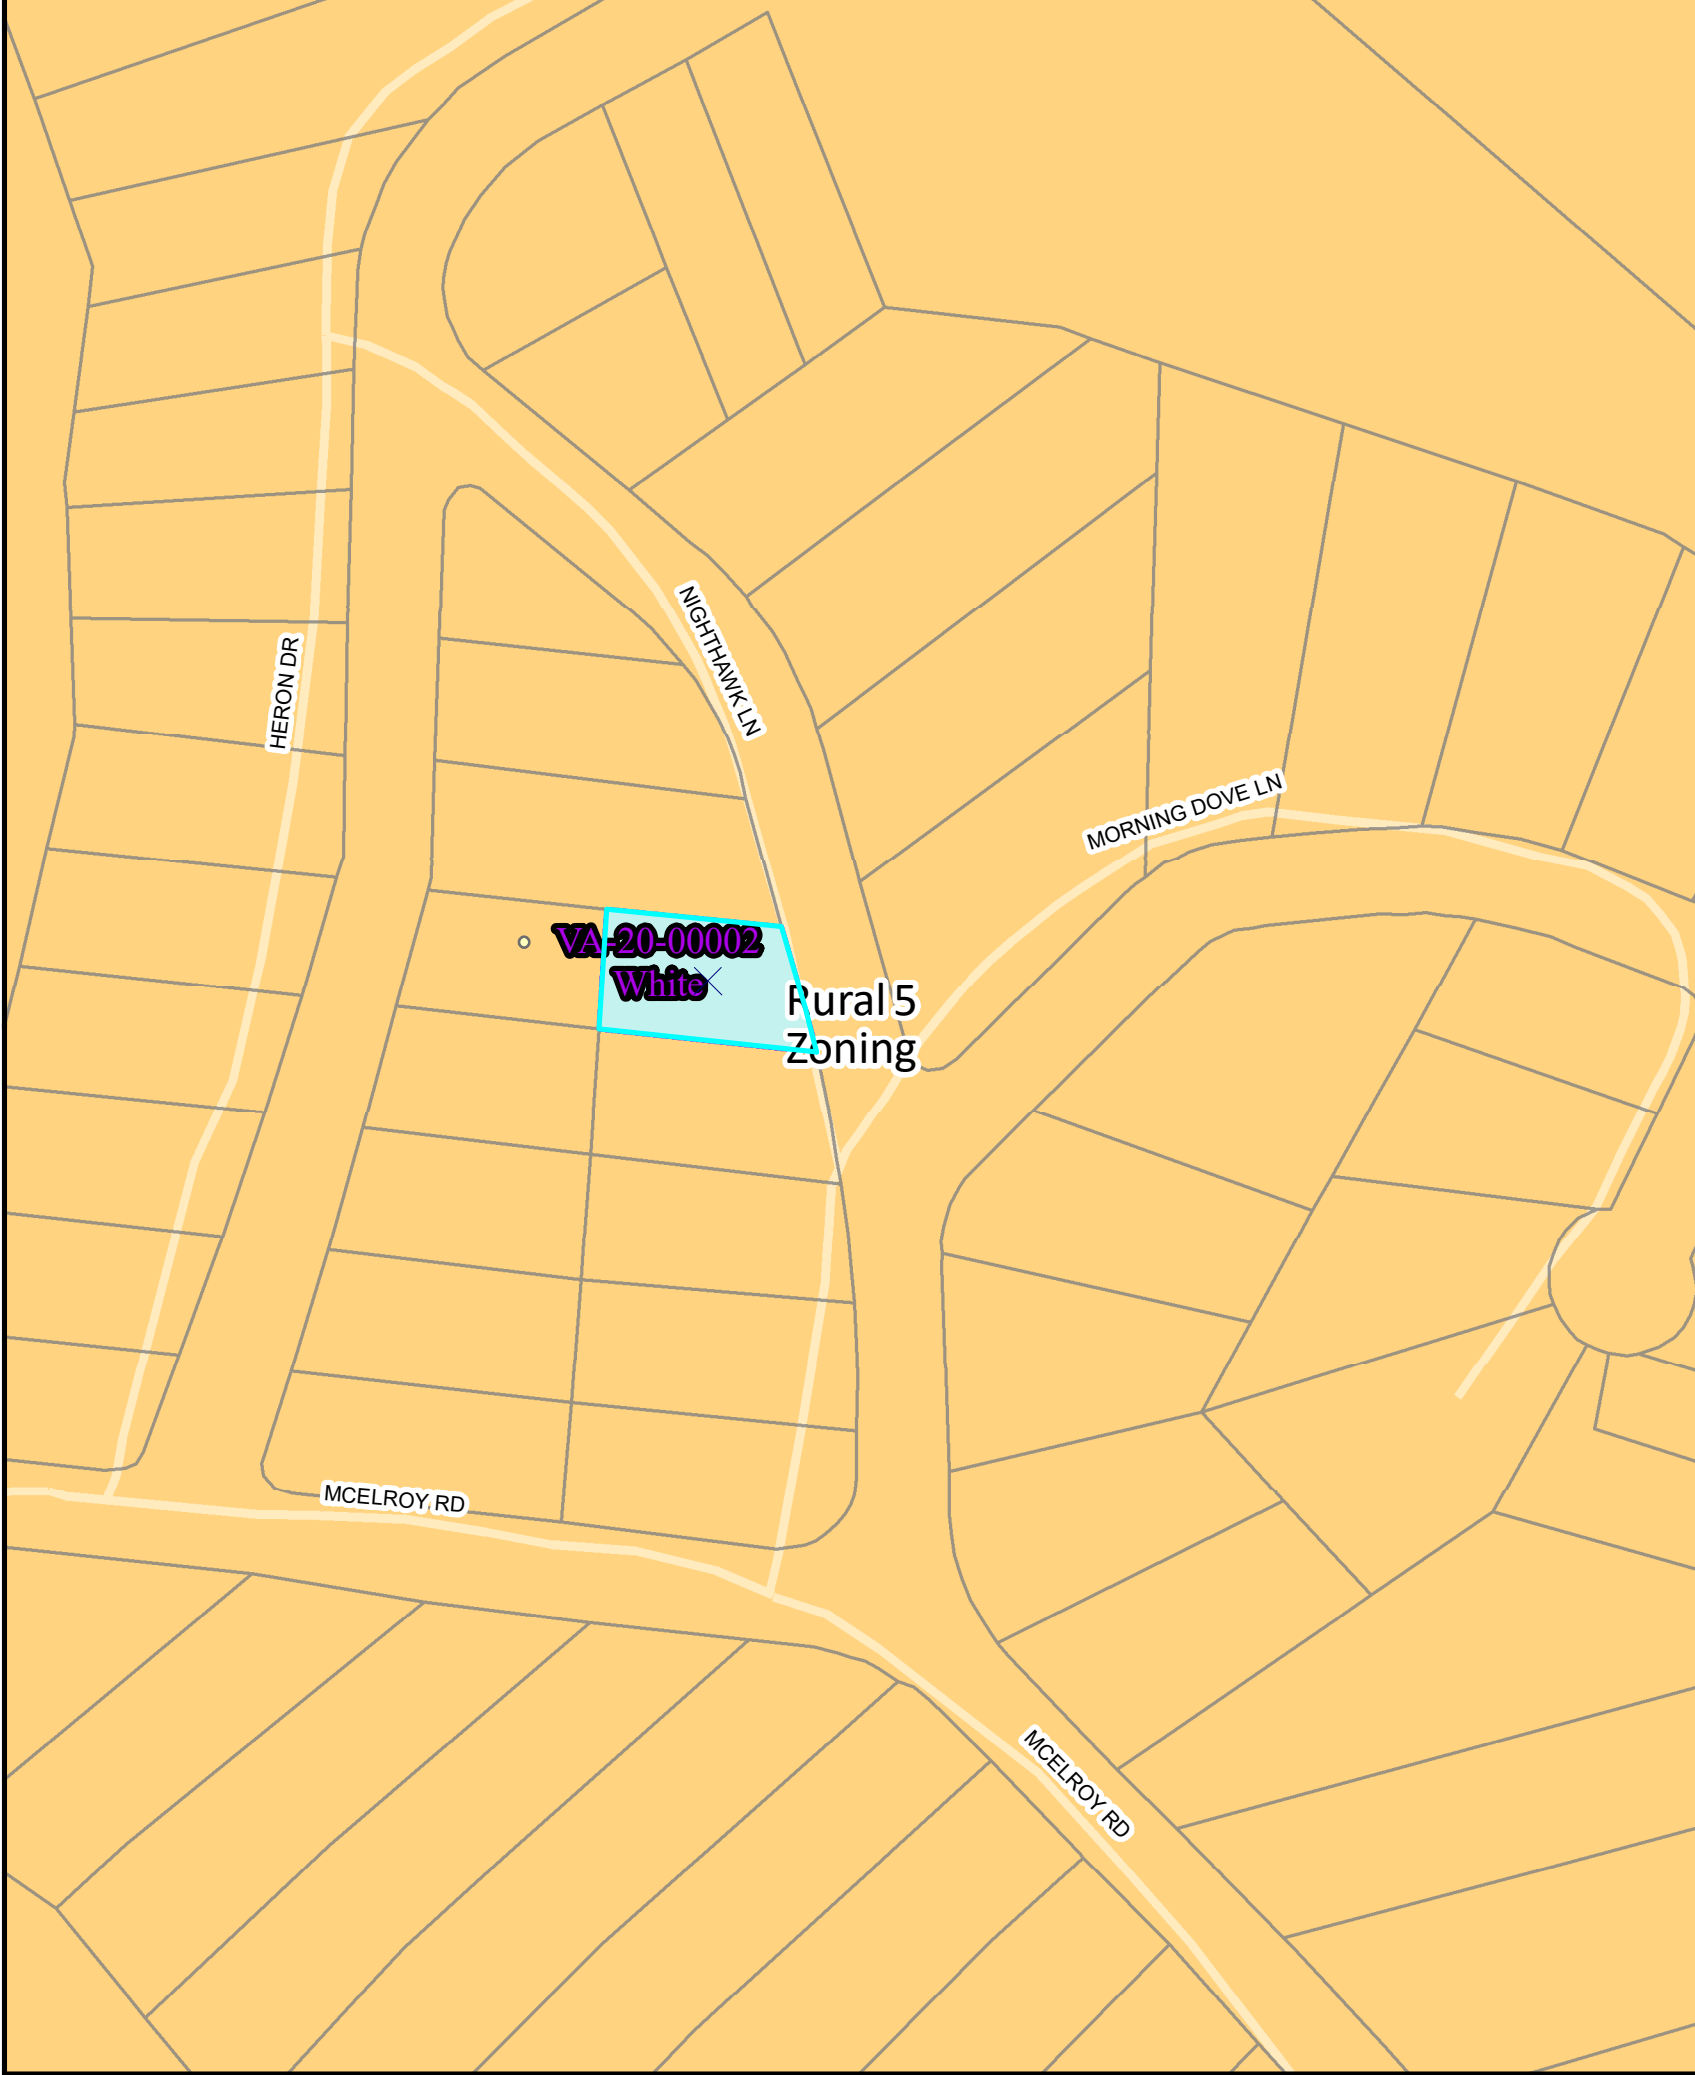 NIGHTHAWK LN
HERON DR
MORNING DOVE LN
VA-20-00002
White
Rural 5
Zoning
MCELROY RD
MCELROY RD